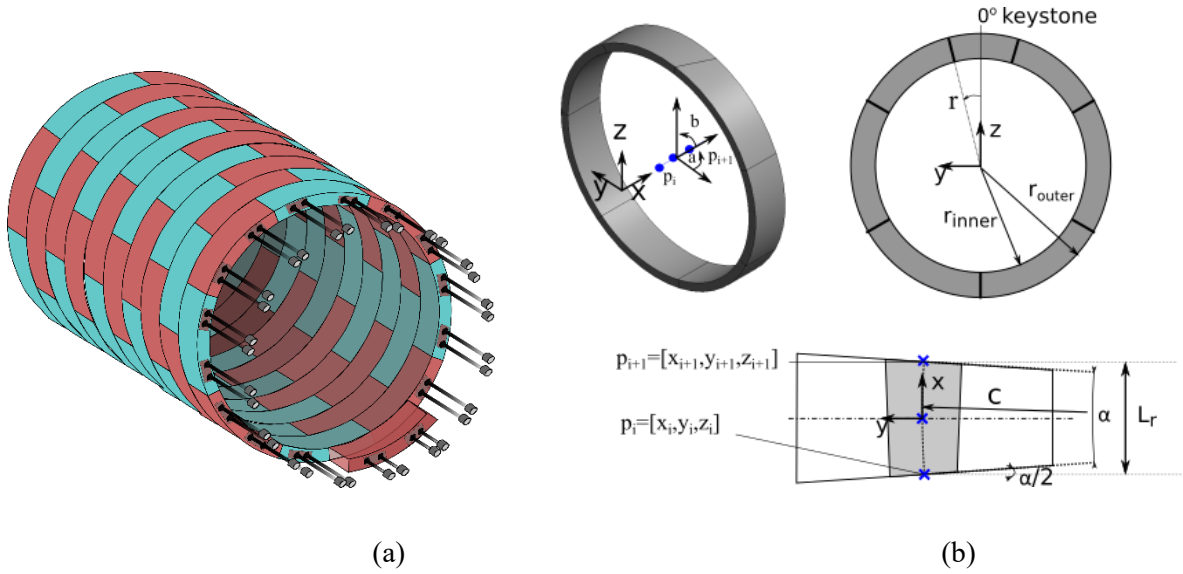 0º keystone
z
y
x
b
a
p_{i+1}
p_i
r
z
y
r_{outer}
r_{inner}
p_{i+1}=[x_{i+1},y_{i+1},z_{i+1}]
p_i=[x_i,y_i,z_i]
x
y
C
α
L_r
α/2
(a)
(b)